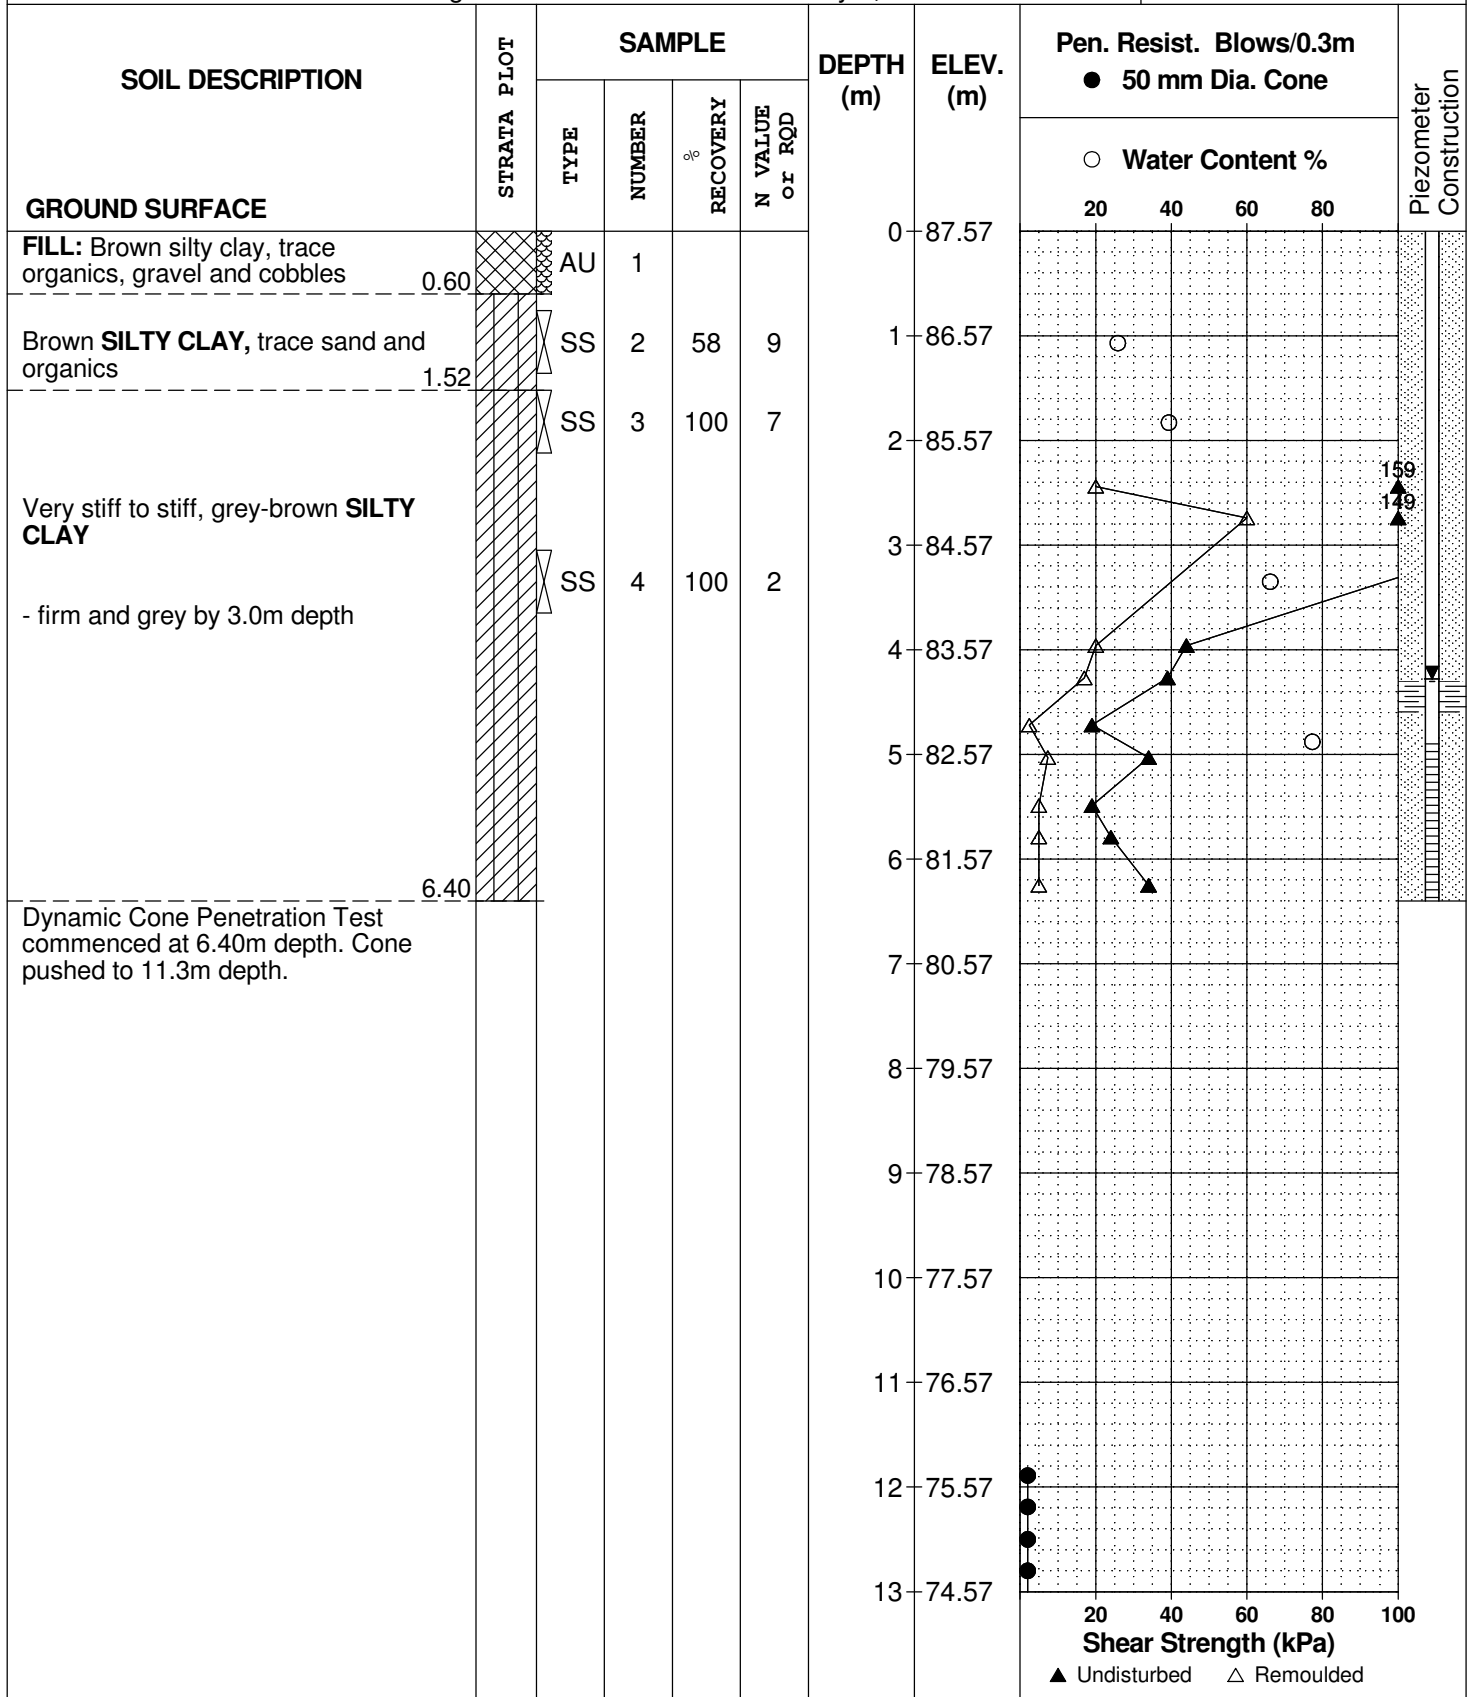 SOIL DESCRIPTION
GROUND SURFACE
STRATA PLOT
SAMPLE
TYPE
NUMBER
% RECOVERY
N VALUE or RQD
DEPTH (m)
ELEV. (m)
Pen. Resist. Blows/0.3m
● 50 mm Dia. Cone
○ Water Content %
20 40 60 80
Piezometer Construction
0 87.57
FILL: Brown silty clay, trace
organics, gravel and cobbles 0.60
AU 1
Brown SILTY CLAY, trace sand and
organics 1.52
SS 2 58 9
1 86.57
SS 3 100 7
2 85.57
159
149
Very stiff to stiff, grey-brown SILTY
CLAY
3 84.57
SS 4 100 2
- firm and grey by 3.0m depth
4 83.57
5 82.57
6 81.57
6.40
Dynamic Cone Penetration Test
commenced at 6.40m depth. Cone
pushed to 11.3m depth.
7 80.57
8 79.57
9 78.57
10 77.57
11 76.57
12 75.57
13 74.57
20 40 60 80 100
Shear Strength (kPa)
▲ Undisturbed △ Remoulded